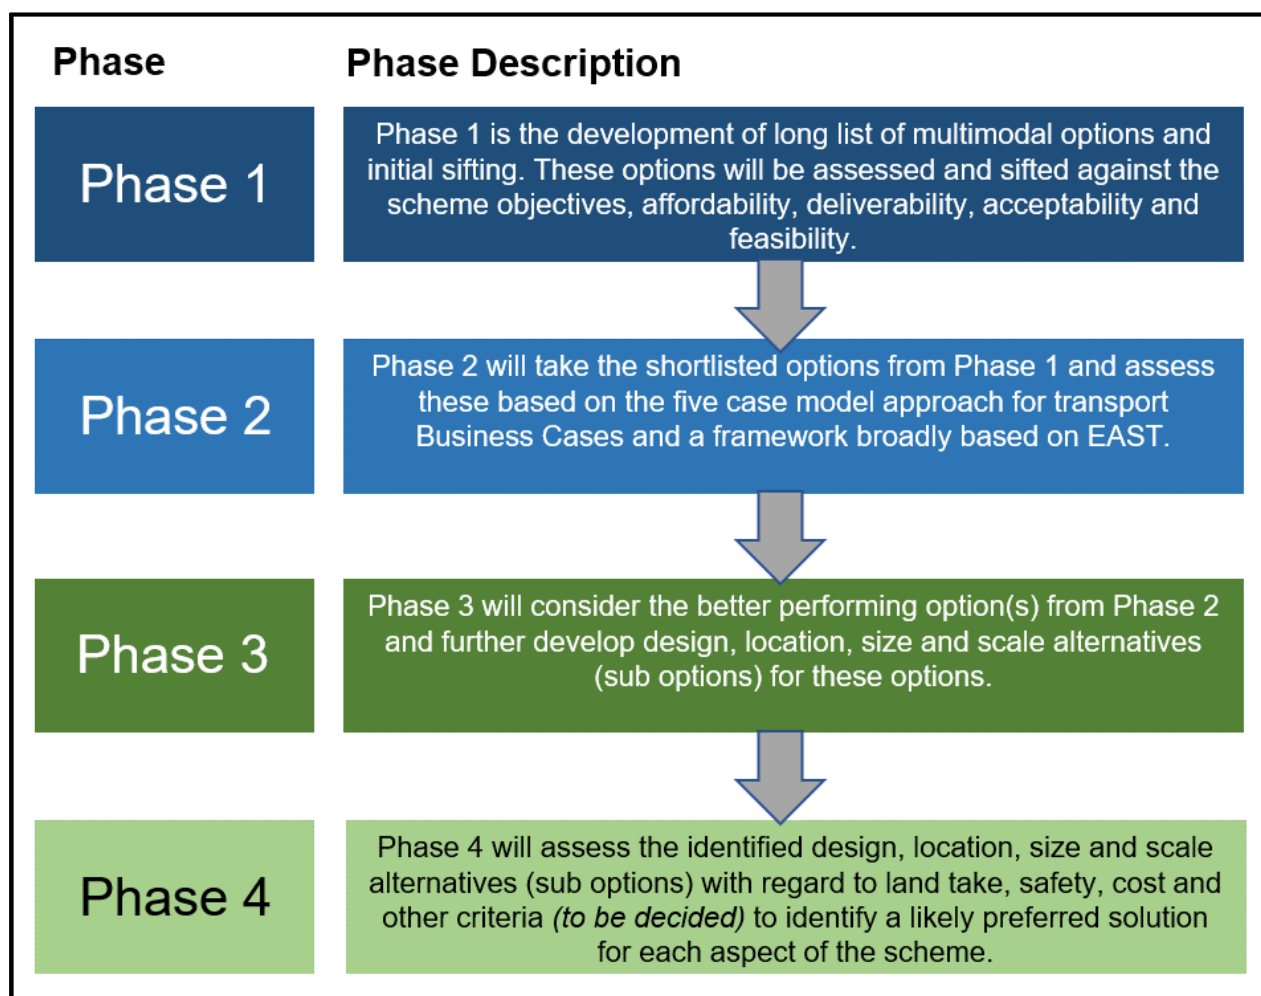 Phase
Phase Description
Phase 1
Phase 1 is the development of long list of multimodal options and
initial sifting. These options will be assessed and sifted against the
scheme objectives, affordability, deliverability, acceptability and
feasibility.
Phase 2
Phase 2 will take the shortlisted options from Phase 1 and assess
these based on the five case model approach for transport
Business Cases and a framework broadly based on EAST.
Phase 3
Phase 3 will consider the better performing option(s) from Phase 2
and further develop design, location, size and scale alternatives
(sub options) for these options.
Phase 4
Phase 4 will assess the identified design, location, size and scale
alternatives (sub options) with regard to land take, safety, cost and
other criteria (to be decided) to identify a likely preferred solution
for each aspect of the scheme.